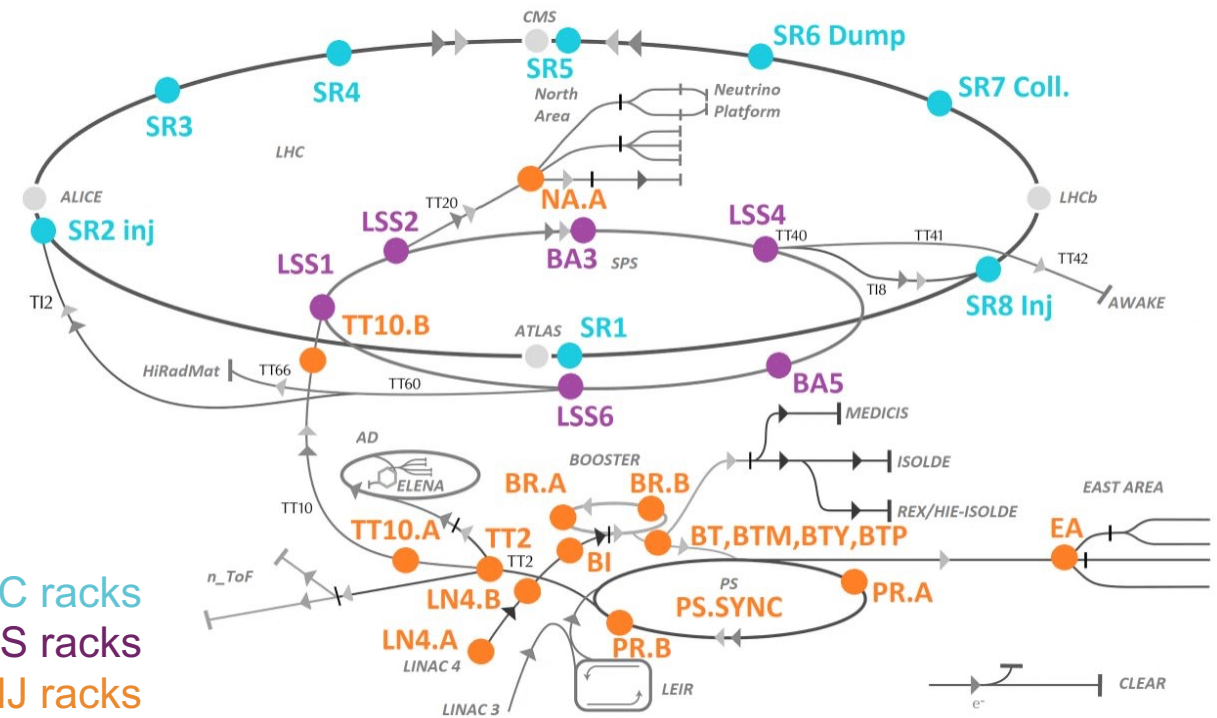 CMS
SR5
SR6 Dump
SR4
SR3
SR7 Coll.
North
Area
Neutrino
Platform
LHC
ALICE
LHCb
SR2 inj
NA.A
TT20
LSS2
BA3
SPS
LSS4
TT40
TT41
TT42
LSS1
TI2
TT10.B
TI8
SR8 Inj
AWAKE
ATLAS
SR1
HiRadMat
TT66
TT60
LSS6
BA5
MEDICIS
AD
ELENA
BOOSTER
ISOLDE
BR.A
BR.B
REX/HIE-ISOLDE
EAST AREA
TT10
TT10.A
TT2
TT2
BI
BT,BTM,BTY,BTP
EA
n_ToF
LN4.B
PS
PS.SYNC
PR.A
LN4.A
LINAC 4
PR.B
LEIR
LINAC 3
e-
CLEAR
C racks
S racks
IJ racks